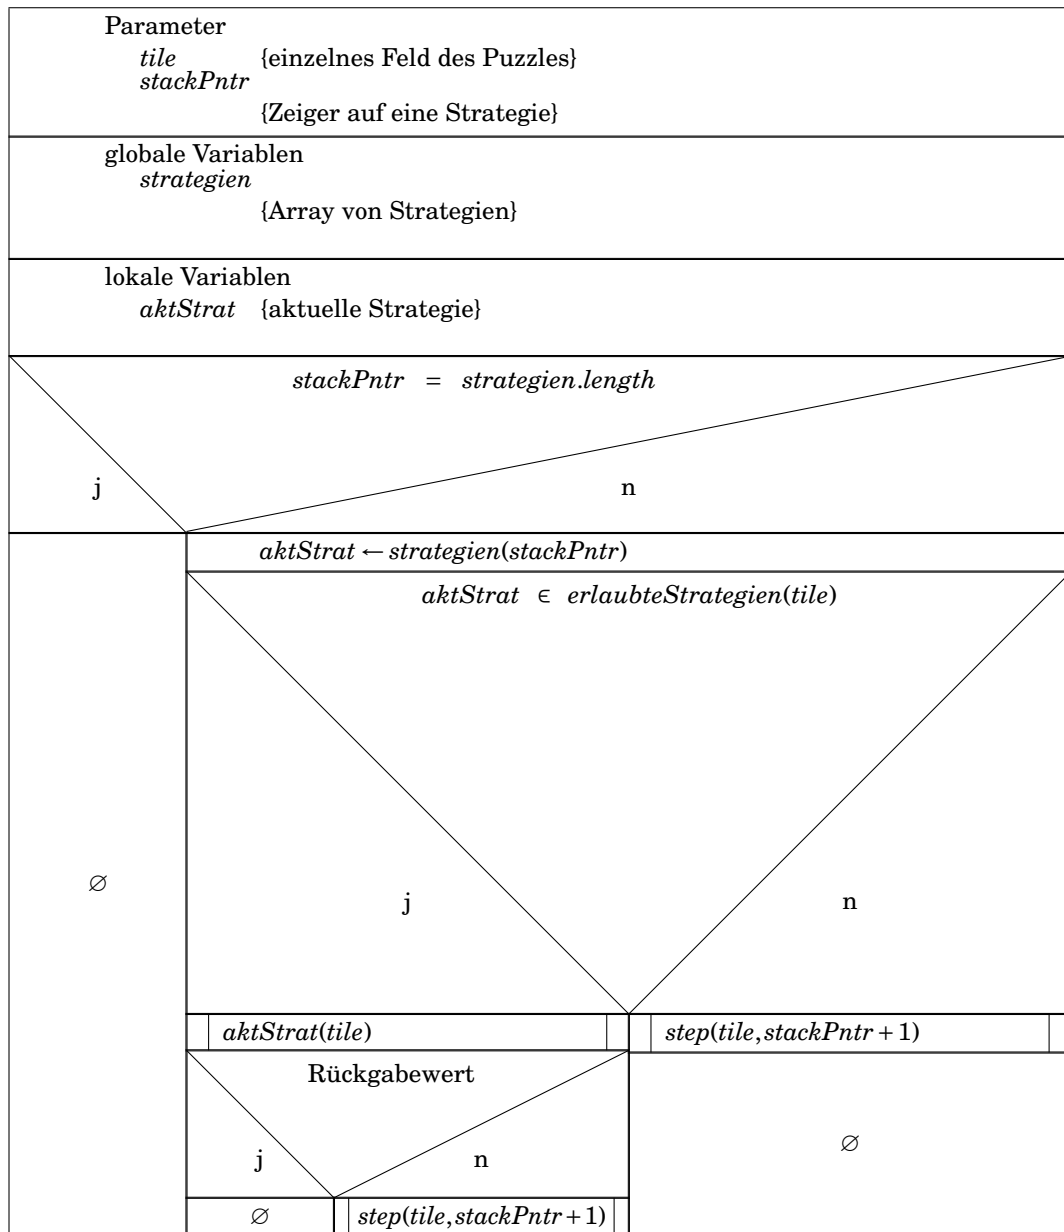 Parameter
tile {einzelnes Feld des Puzzles}
stackPntr
{Zeiger auf eine Strategie}
globale Variablen
strategien
{Array von Strategien}
lokale Variablen
aktStrat {aktuelle Strategie}
stackPntr = strategien.length
j n
aktStrat ← strategien(stackPntr)
aktStrat ∈ erlaubteStrategien(tile)
∅
j n
aktStrat(tile) step(tile,stackPntr+1)
Rückgabewert
∅
j n
∅ step(tile,stackPntr+1)